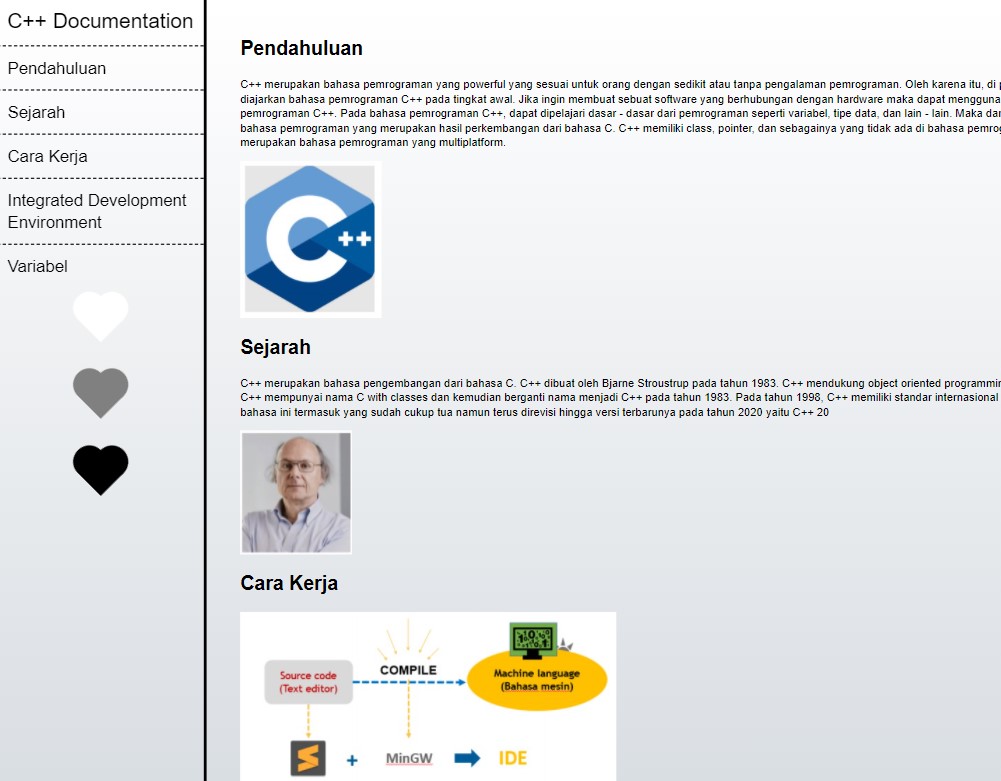 C++ Documentation
Pendahuluan
Sejarah
Cara Kerja
Integrated Development
Environment
Variabel
Pendahuluan
C++ merupakan bahasa pemrograman yang powerful yang sesuai untuk orang dengan sedikit atau tanpa pengalaman pemrograman. Oleh karena itu, di
diajarkan bahasa pemrograman C++ pada tingkat awal. Jika ingin membuat sebuat software yang berhubungan dengan hardware maka dapat mengguna
pemrograman C++. Pada bahasa pemrograman C++, dapat dipelajari dasar - dasar dari pemrograman seperti variabel, tipe data, dan lain - lain. Maka dar
bahasa pemrograman yang merupakan hasil perkembangan dari bahasa C. C++ memiliki class, pointer, dan sebagainya yang tidak ada di bahasa pemrog
merupakan bahasa pemrograman yang multiplatform.
C++
Sejarah
C++ merupakan bahasa pengembangan dari bahasa C. C++ dibuat oleh Bjarne Stroustrup pada tahun 1983. C++ mendukung object oriented programmin
C++ mempunyai nama C with classes dan kemudian berganti nama menjadi C++ pada tahun 1983. Pada tahun 1998, C++ memiliki standar internasional
bahasa ini termasuk yang sudah cukup tua namun terus direvisi hingga versi terbarunya pada tahun 2020 yaitu C++ 20
Cara Kerja
COMPILE
Source code
(Text editor)
Machine language
(Bahasa mesin)
+ MinGW IDE